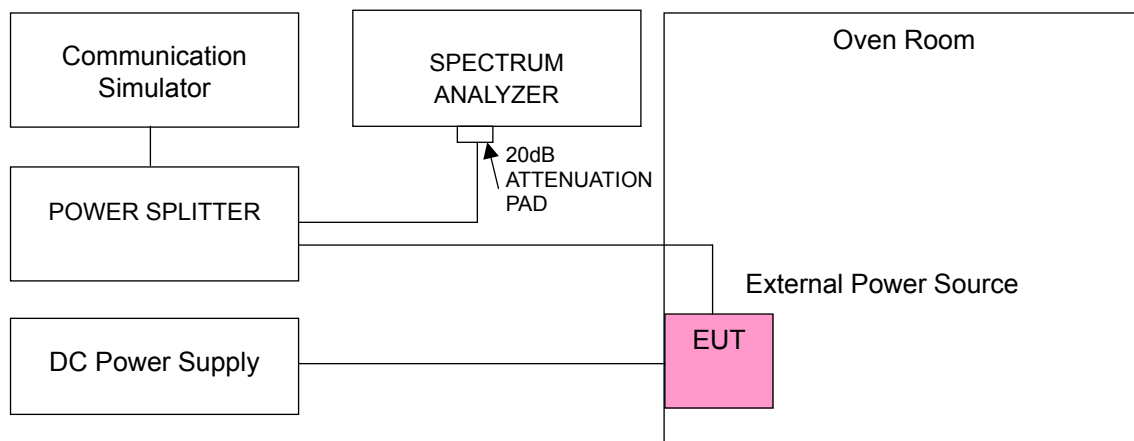 Communication
Simulator
SPECTRUM
ANALYZER
Oven Room
20dB
ATTENUATION
PAD
POWER SPLITTER
External Power Source
EUT
DC Power Supply